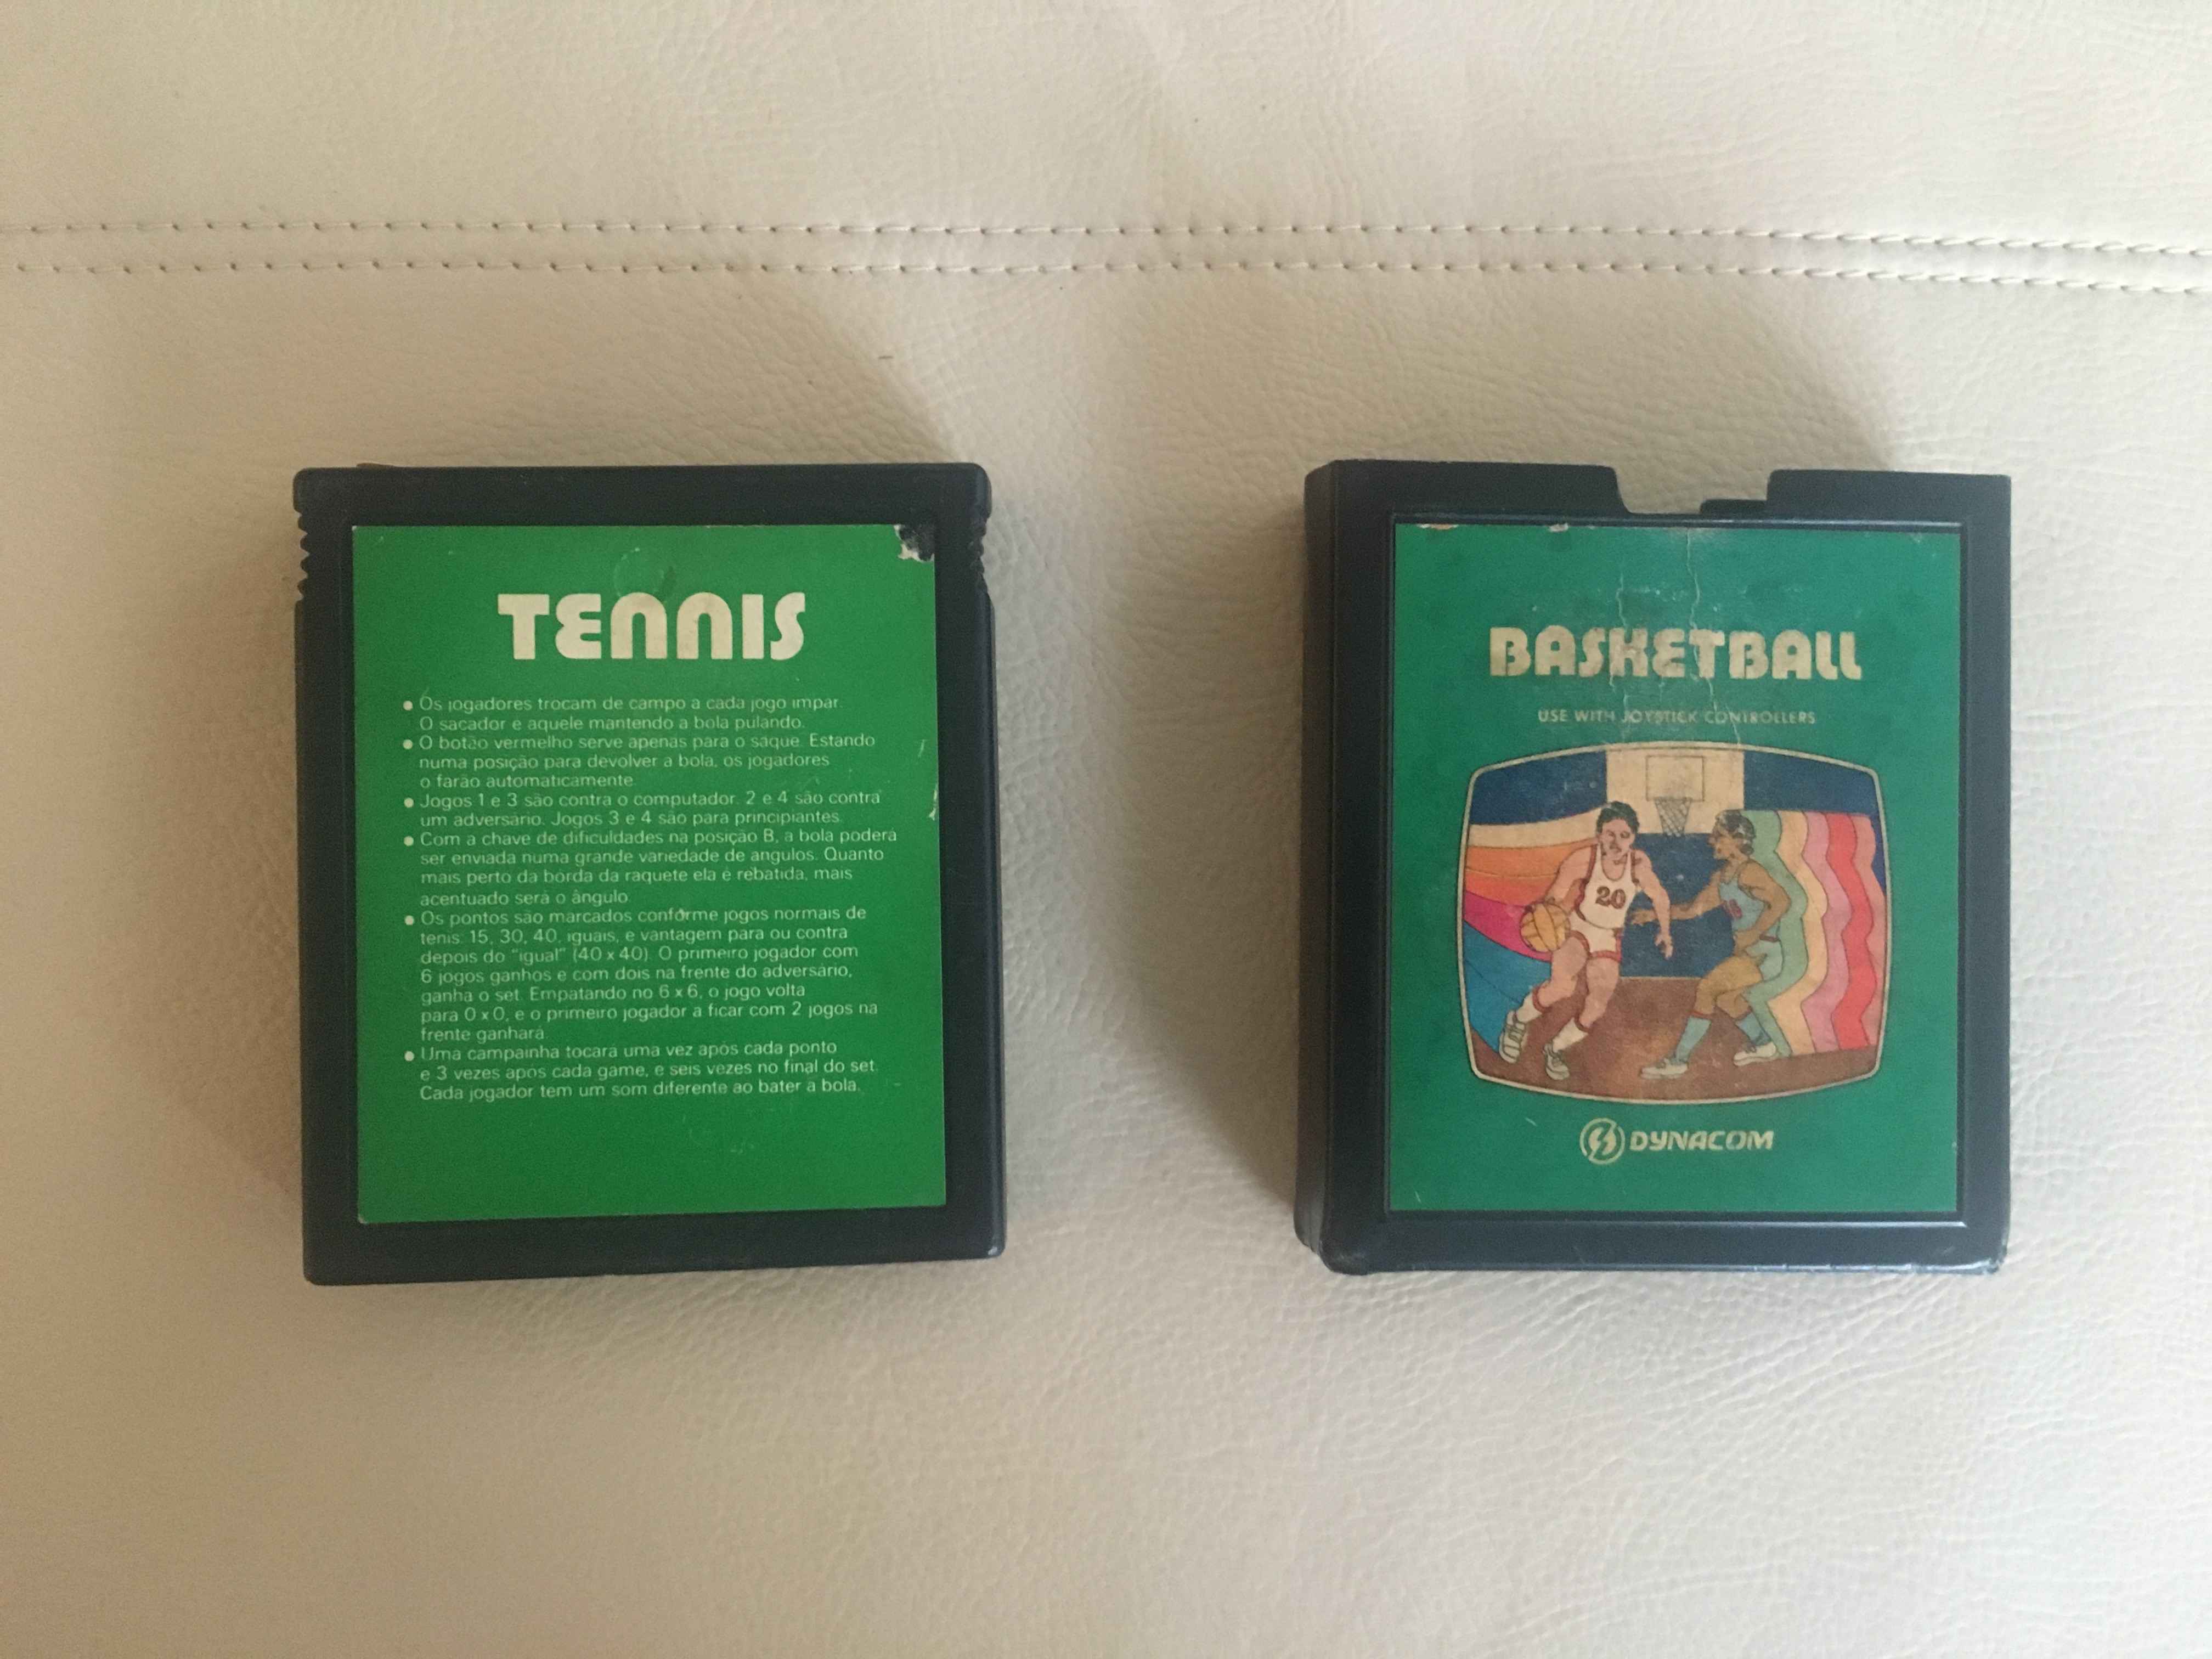 TENNIS
• Os jogadores trocam de campo a cada jogo impar.
O sacador e aquele mantendo a bola pulando.
• O botão vermelho serve apenas para o saque. Estando
numa posição para devolver a bola, os jogadores
o farão automaticamente.
• Jogos 1 e 3 são contra o computador. 2 e 4 são contra
um adversário. Jogos 3 e 4 são para principiantes.
• Com a chave de dificuldades na posição B, a bola poderá
ser enviada numa grande variedade de angulos. Quanto
mais perto da borda da raquete ela é rebatida, mais
acentuado será o ângulo.
• Os pontos são marcados conforme jogos normais de
tenis: 15, 30, 40, iguais, e vantagem para ou contra
depois do "igual" (40 x 40). O primeiro jogador com
6 jogos ganhos e com dois na frente do adversário,
ganha o set. Empatando no 6 x 6, o jogo volta
para 0 x 0, e o primeiro jogador a ficar com 2 jogos na
frente ganhará.
• Uma campainha tocará uma vez após cada ponto
e 3 vezes após cada game, e seis vezes no final do set.
Cada jogador tem um som diferente ao bater a bola.
BASKETBALL
USE WITH JOYSTICK CONTROLLERS
20
DYNACOM